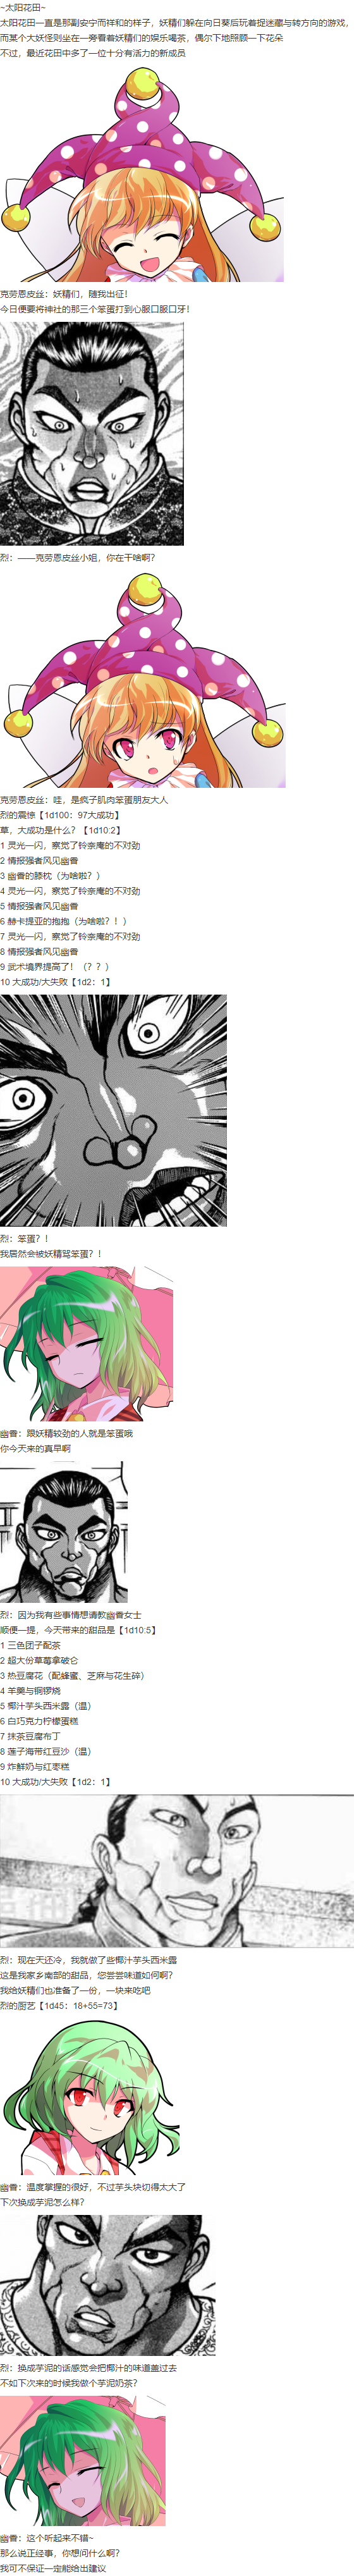 ~太阳花田~
太阳花田一直是那副安宁而祥和的样子，妖精们躲在向日葵后玩着捉迷藏与转方向的游戏，
而某个大妖怪则坐在一旁看着妖精们的娱乐喝茶，偶尔下地照顾一下花朵
不过，最近花田中多了一位十分有活力的新成员
克劳恩皮丝：妖精们，随我出征！
今日便要将神社的那三个笨蛋打到心服口服口牙！
烈：——克劳恩皮丝小姐，你在干啥啊？
克劳恩皮丝：哇，是疯子肌肉笨蛋朋友大人
烈的震惊【1d100：97大成功】
草，大成功是什么？【1d10:2】
1 灵光一闪，察觉了铃奈庵的不对劲
2 情报强者风见幽香
3 幽香的膝枕（为啥啦？）
4 灵光一闪，察觉了铃奈庵的不对劲
5 情报强者风见幽香
6 赫卡提亚的抱抱（为啥啦？！）
7 灵光一闪，察觉了铃奈庵的不对劲
8 情报强者风见幽香
9 武术境界提高了！（？？）
10 大成功/大失败【1d2：1】
烈：笨蛋？！
我居然会被妖精骂笨蛋？！
幽香：跟妖精较劲的人就是笨蛋哦
你今天来的真早啊
烈：因为我有些事情想请教幽香女士
顺便一提，今天带来的甜品是【1d10:5】
1 三色团子配茶
2 超大份草莓拿破仑
3 热豆腐花（配蜂蜜、芝麻与花生碎）
4 羊羹与铜锣烧
5 椰汁芋头西米露（温）
6 白巧克力柠檬蛋糕
7 抹茶豆腐布丁
8 莲子海带红豆沙（温）
9 炸鲜奶与红枣糕
10 大成功/大失败【1d2：1】
烈：现在天还冷，我就做了些椰汁芋头西米露
这是我家乡南部的甜品，您尝尝味道如何啊？
我给妖精们也准备了一份，一块来吃吧
烈的厨艺【1d45：18+55=73】
幽香：温度掌握的很好，不过芋头块切得太大了
下次换成芋泥怎么样？
烈：换成芋泥的话感觉会把椰汁的味道盖过去
不如下次来的时候我做个芋泥奶茶？
幽香：这个听起来不错~
那么说正经事，你想问什么啊？
我可不保证一定能给出建议